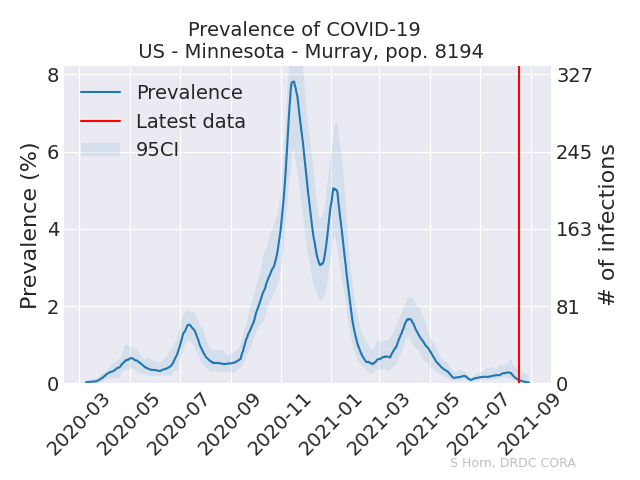 Prevalence of COVID-19
US - Minnesota - Murray, pop. 8194
Prevalence
Latest data
95CI
Prevalence (%)
8
6
4
2
0
327
245
163
81
0
# of infections
2020-03
2020-05
2020-07
2020-09
2020-11
2021-01
2021-03
2021-05
2021-07
2021-09
S Horn, DRDC CORA